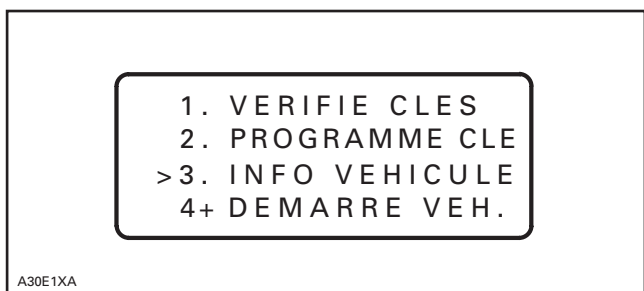 1. VERIFIE CLES
2. PROGRAMME CLE
>3. INFO VEHICULE
4+ DEMARRE VEH.
A30E1XA